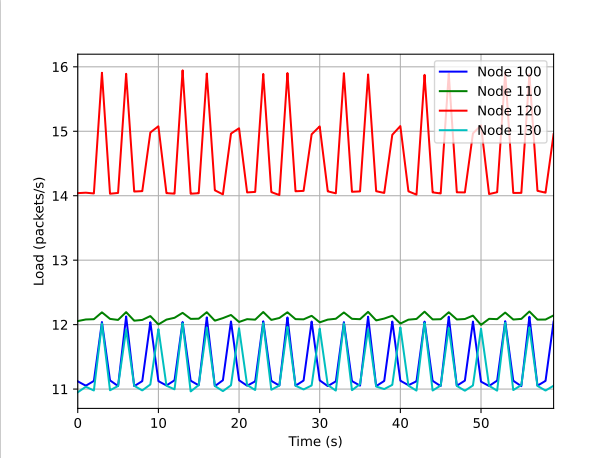 16
15
14
13
12
11
Load (packets/s)
0
10
20
30
40
50
Time (s)
Node 100
Node 110
Node 120
Node 130